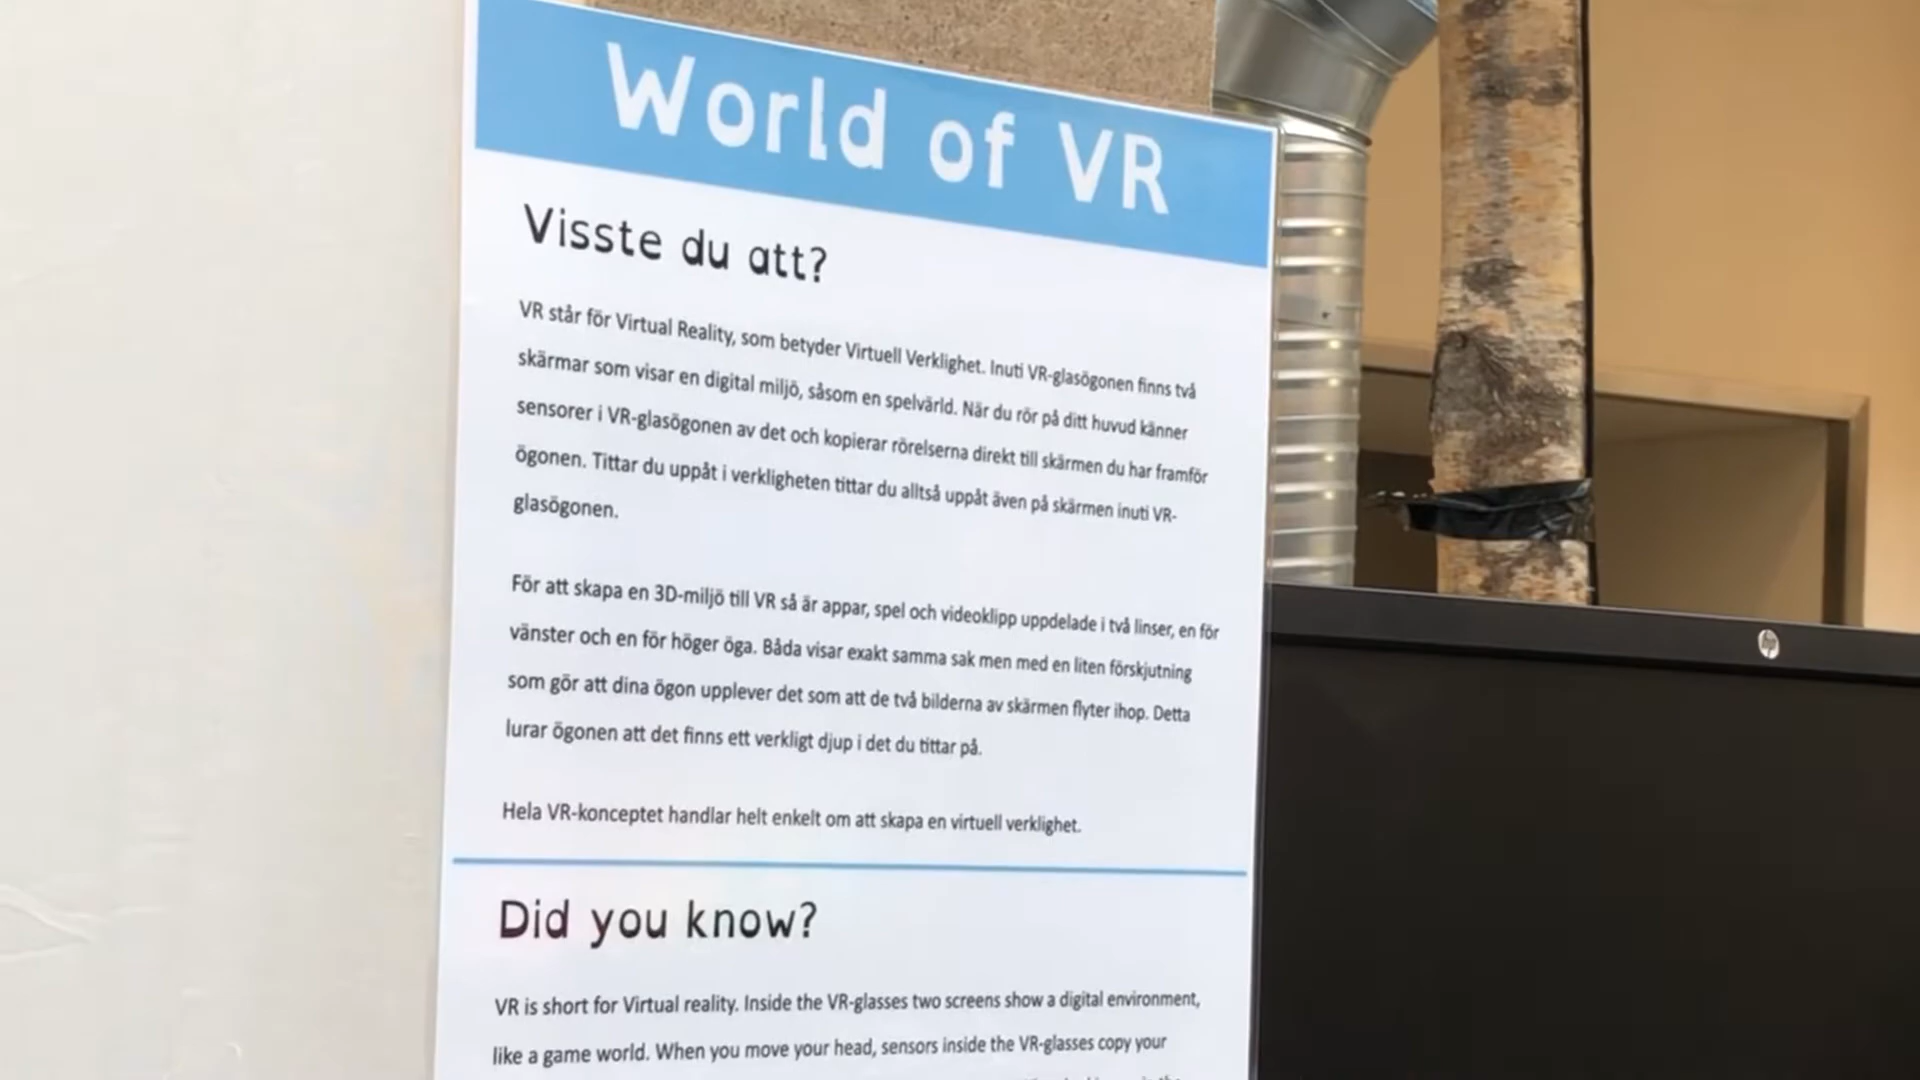 World of VR
Visste du att?
VR står för Virtual Reality, som betyder Virtuell Verklighet. Inuti VR-glasögonen finns två
skärmar som visar en digital miljö, såsom en spelvärld. När du rör på ditt huvud känner
sensorer i VR-glasögonen av det och kopierar rörelserna direkt till skärmen du har framför
ögonen. Tittar du uppåt i verkligheten tittar du alltså uppåt även på skärmen inuti VR-
glasögonen.
För att skapa en 3D-miljö till VR så är appar, spel och videoklipp uppdelade i två linser, en för
vänster och en för höger öga. Båda visar exakt samma sak men med en liten förskjutning
som gör att dina ögon upplever det som att de två bilderna av skärmen flyter ihop. Detta
lurar ögonen att det finns ett verkligt djup i det du tittar på.
Hela VR-konceptet handlar helt enkelt om att skapa en virtuell verklighet.
Did you know?
VR is short for Virtual reality. Inside the VR-glasses two screens show a digital environment,
like a game world. When you move your head, sensors inside the VR-glasses copy your
hp